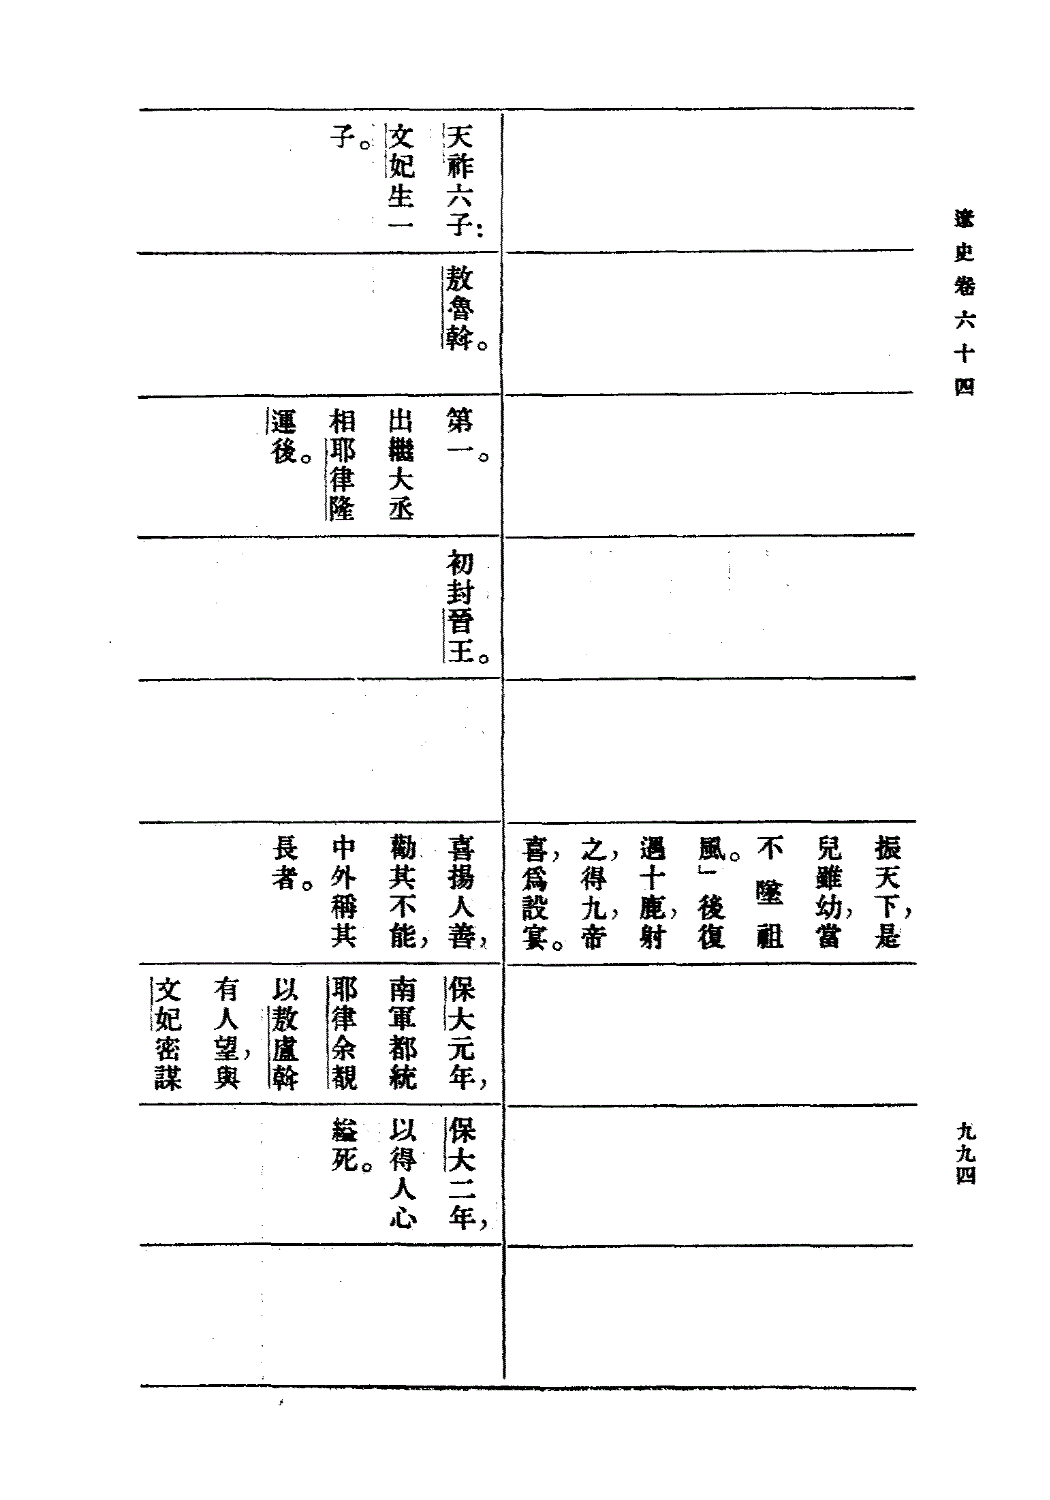 遼史卷六十四
九九四
振天下，是
兒雖幼，當
不墜祖
風。」後復
遇十鹿，射
之，得九，帝
喜，爲設宴。
天祚六子：
文妃生一
子。
敖魯斡。
第一。
出繼大丞
相耶律隆
運後。
初封晉王。
喜揚人善，
勸其不能，
中外稱其
長者。
保大元年，
南軍都統
耶律余覩
以敖盧斡
有人望，與
文妃密謀
保大二年，
以得人心
縊死。